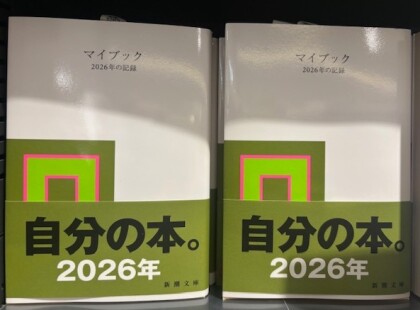 マイブック
2026年の記録
自分の本。
2026年
新潮文庫
マイブック
2026年の記録
自分の本。
2026年
新潮文庫